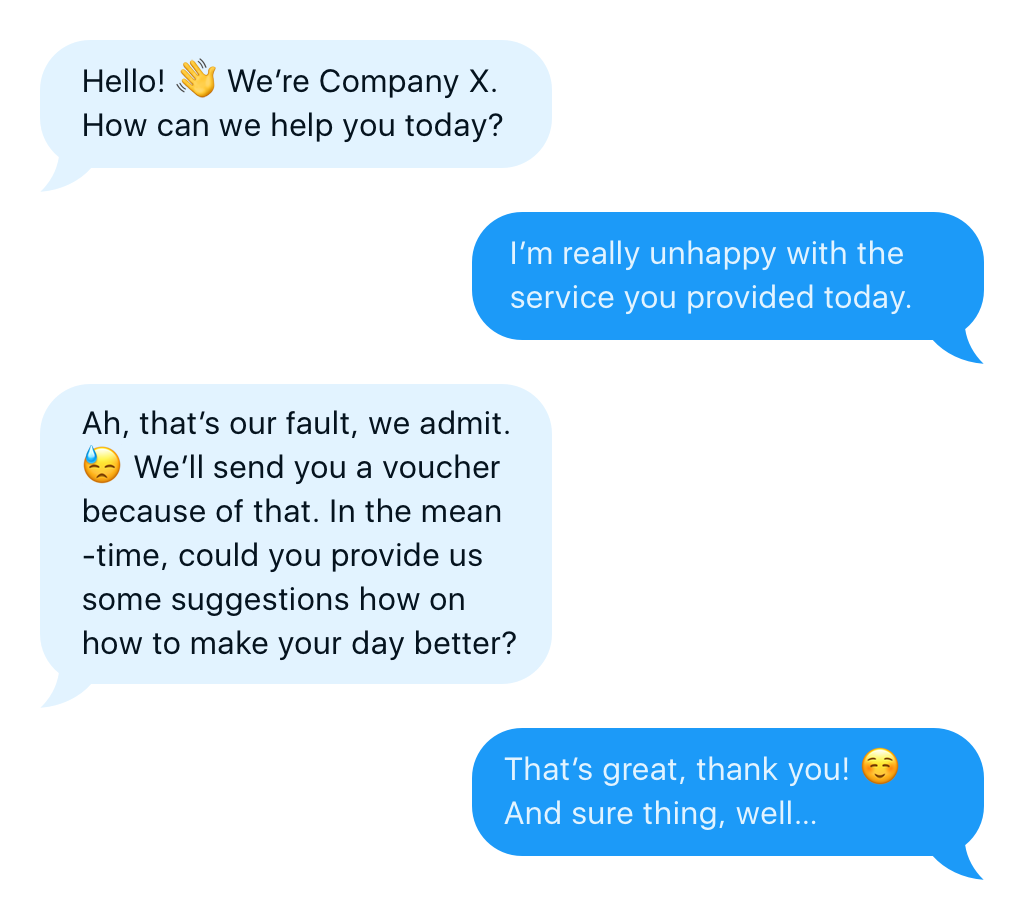 Hello! 👋 We’re Company X.
How can we help you today?
I’m really unhappy with the
service you provided today.
Ah, that’s our fault, we admit.
😓 We’ll send you a voucher
because of that. In the mean
-time, could you provide us
some suggestions how on
how to make your day better?
That’s great, thank you! ☺️
And sure thing, well...